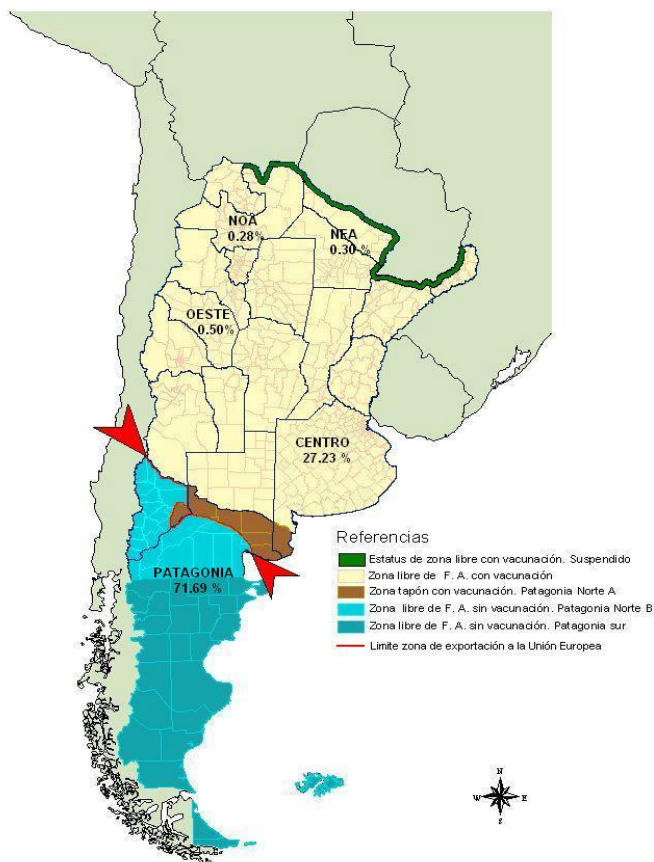 NOA
0.28%
NEA
0.30 %
OESTE
0.50%
CENTRO
27.23 %
PATAGONIA
71.69 %
Referencias
Estatus de zona libre con vacunación. Suspendido
Zona libre de F. A. con vacunación
Zona tapón con vacunación. Patagonia Norte A
Zona libre de F. A. sin vacunación. Patagonia Norte B
Zona libre de F. A. sin vacunación. Patagonia sur
Limite zona de exportación a la Unión Europea
N
W E
S